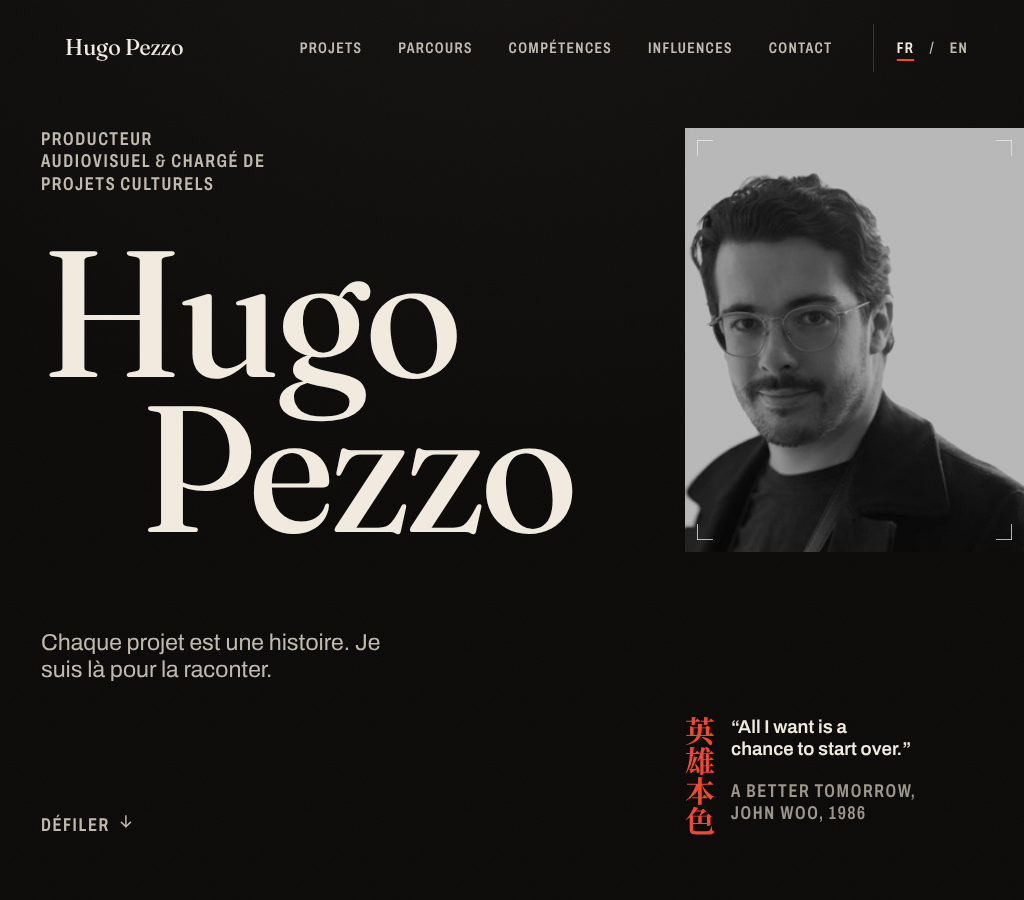 Hugo Pezzo
PROJETS
PARCOURS
COMPÉTENCES
INFLUENCES
CONTACT
FR / EN
PRODUCTEUR
AUDIOVISUEL & CHARGÉ DE
PROJETS CULTURELS
Hugo
Pezzo
Chaque projet est une histoire. Je
suis là pour la raconter.
DÉFILER ↓
英雄本色
“All I want is a
chance to start over.”
A BETTER TOMORROW,
JOHN WOO, 1986